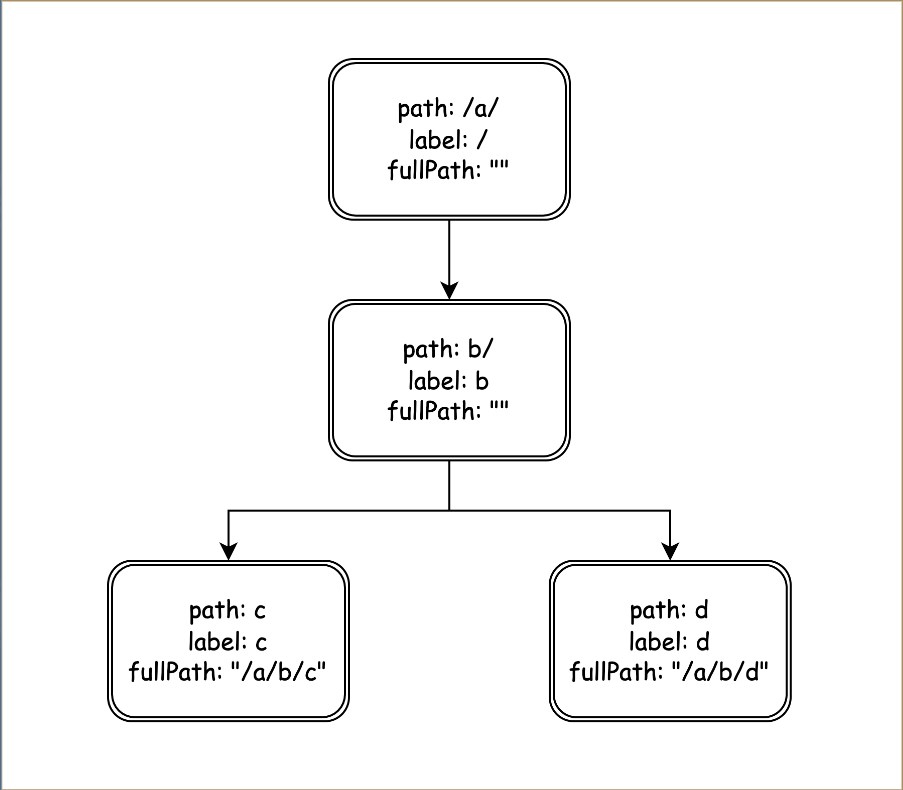 path: /a/
label: /
fullPath: ""
path: b/
label: b
fullPath: ""
path: c
label: c
fullPath: "/a/b/c"
path: d
label: d
fullPath: "/a/b/d"